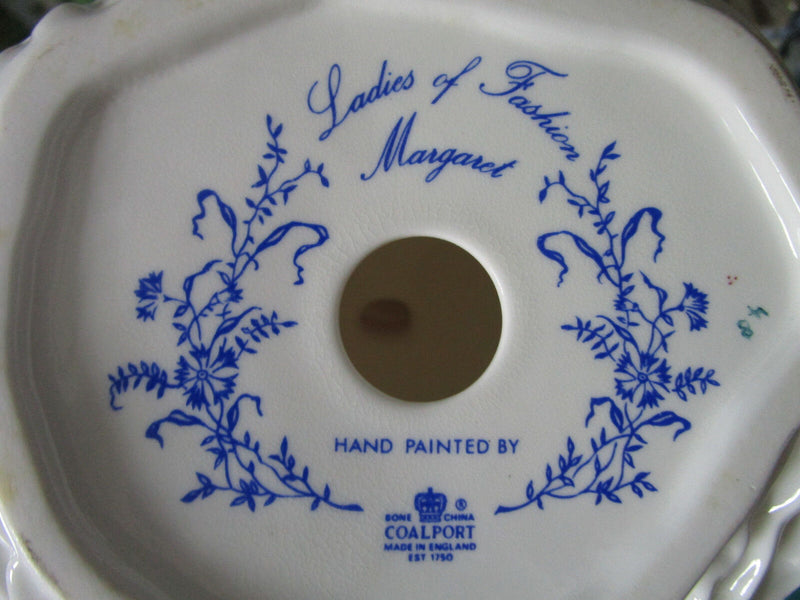 Ladies of Fashion
Margaret
HAND PAINTED BY
BONE CHINA ®
COALPORT
MADE IN ENGLAND
EST 1750